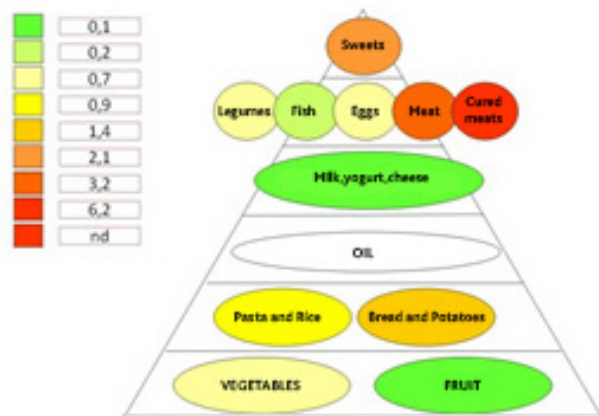 0,1
0,2
0,7
0,9
1,4
2,1
3,2
6,2
nd
Sweets
Legumes Fish Eggs Meat Cured meats
Milk,yogurt,cheese
OIL
Pasta and Rice Bread and Potatoes
VEGETABLES FRUIT